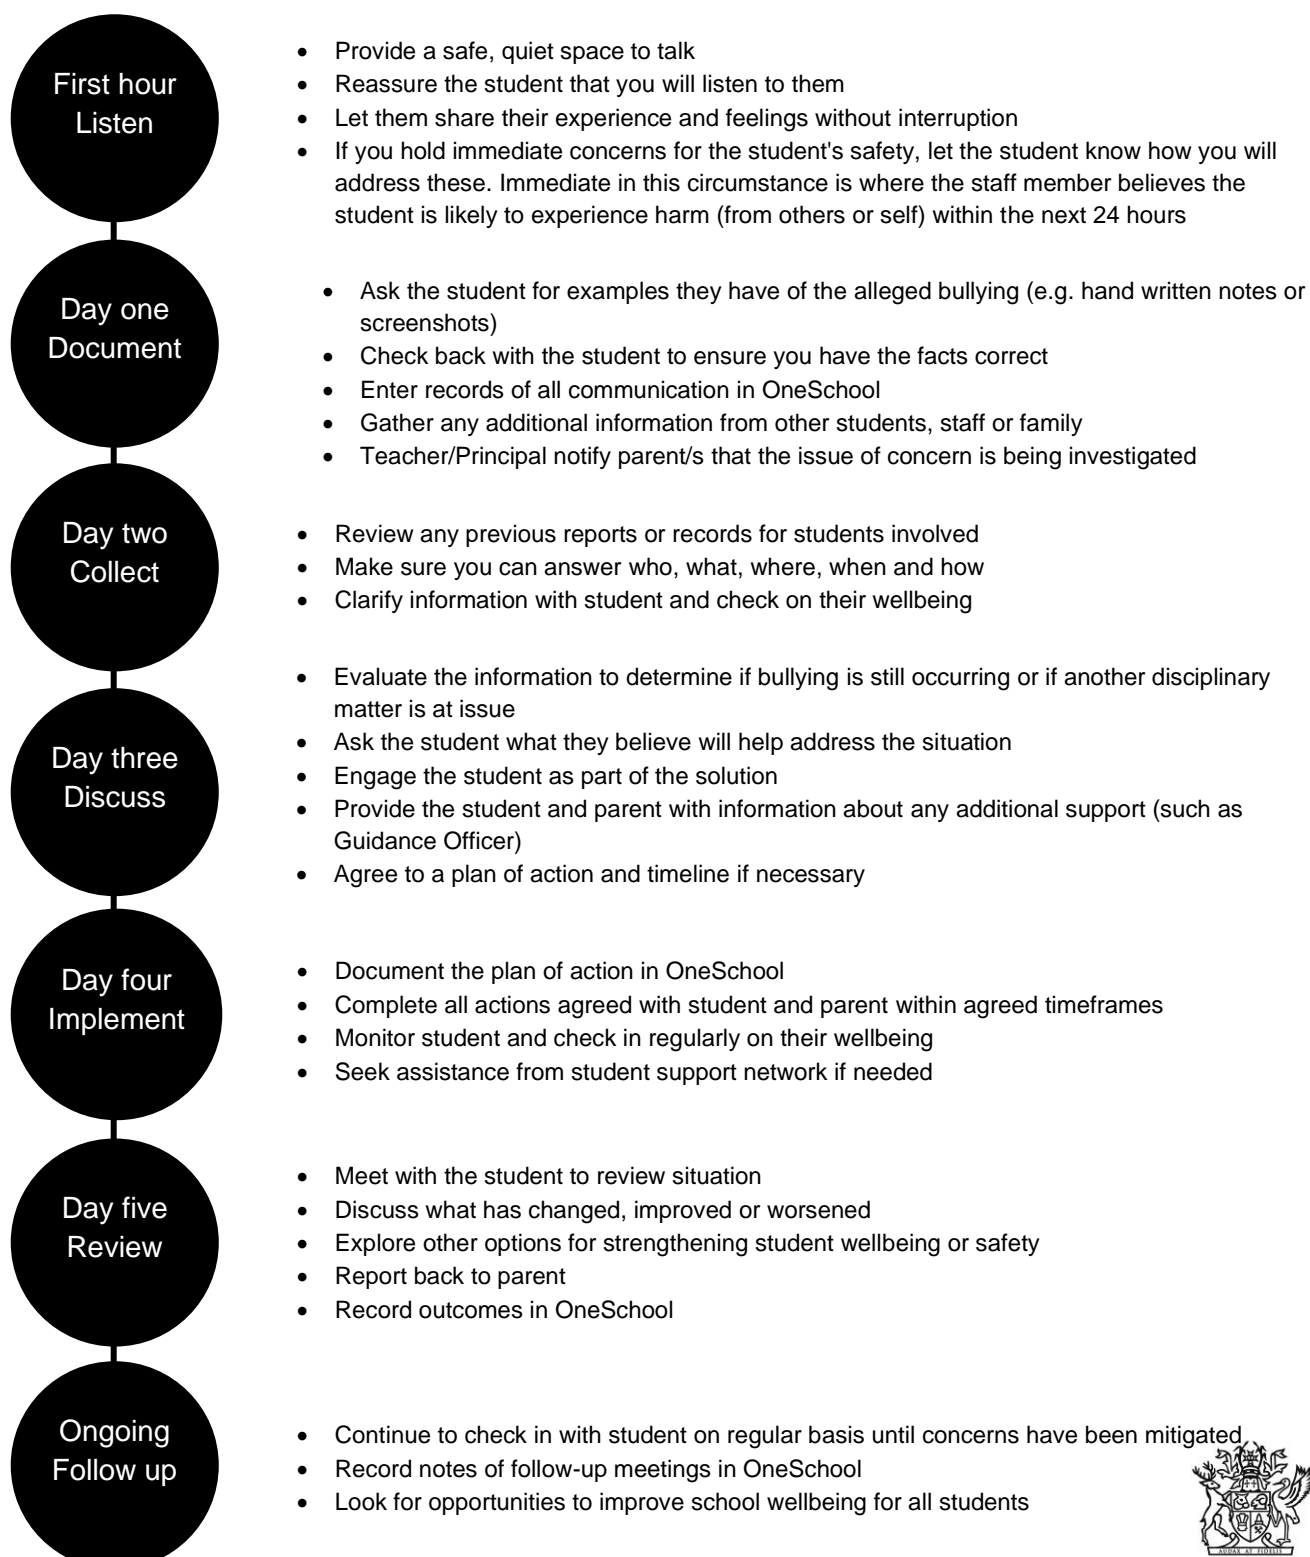 First hour
Listen
• Provide a safe, quiet space to talk
• Reassure the student that you will listen to them
• Let them share their experience and feelings without interruption
• If you hold immediate concerns for the student's safety, let the student know how you will
address these. Immediate in this circumstance is where the staff member believes the
student is likely to experience harm (from others or self) within the next 24 hours
Day one
Document
• Ask the student for examples they have of the alleged bullying (e.g. hand written notes or
screenshots)
• Check back with the student to ensure you have the facts correct
• Enter records of all communication in OneSchool
• Gather any additional information from other students, staff or family
• Teacher/Principal notify parent/s that the issue of concern is being investigated
Day two
Collect
• Review any previous reports or records for students involved
• Make sure you can answer who, what, where, when and how
• Clarify information with student and check on their wellbeing
Day three
Discuss
• Evaluate the information to determine if bullying is still occurring or if another disciplinary
matter is at issue
• Ask the student what they believe will help address the situation
• Engage the student as part of the solution
• Provide the student and parent with information about any additional support (such as
Guidance Officer)
• Agree to a plan of action and timeline if necessary
Day four
Implement
• Document the plan of action in OneSchool
• Complete all actions agreed with student and parent within agreed timeframes
• Monitor student and check in regularly on their wellbeing
• Seek assistance from student support network if needed
Day five
Review
• Meet with the student to review situation
• Discuss what has changed, improved or worsened
• Explore other options for strengthening student wellbeing or safety
• Report back to parent
• Record outcomes in OneSchool
Ongoing
Follow up
• Continue to check in with student on regular basis until concerns have been mitigated
• Record notes of follow-up meetings in OneSchool
• Look for opportunities to improve school wellbeing for all students
AUDAX AT FIDELIS